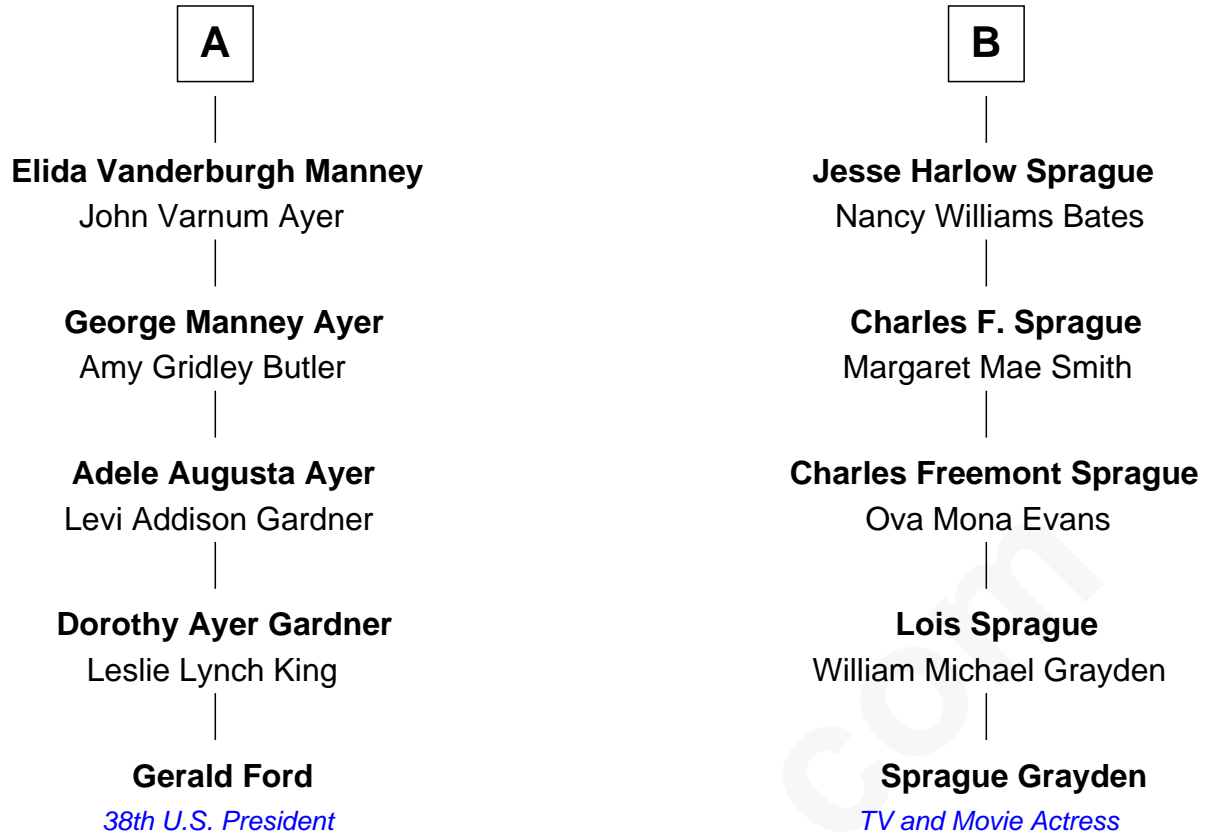 A
Elida Vanderburgh Manney
John Varnum Ayer
George Manney Ayer
Amy Gridley Butler
Adele Augusta Ayer
Levi Addison Gardner
Dorothy Ayer Gardner
Leslie Lynch King
Gerald Ford
38th U.S. President
B
Jesse Harlow Sprague
Nancy Williams Bates
Charles F. Sprague
Margaret Mae Smith
Charles Freemont Sprague
Ova Mona Evans
Lois Sprague
William Michael Grayden
Sprague Grayden
TV and Movie Actress
com